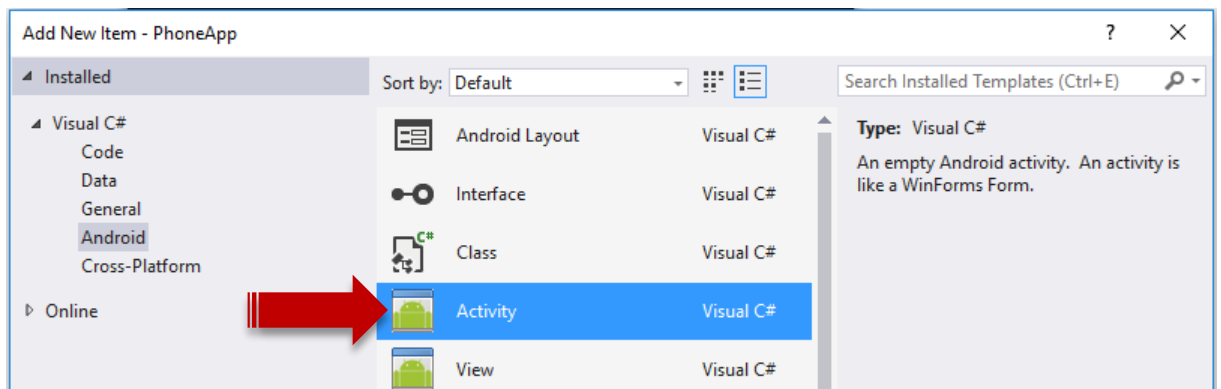 Add New Item - PhoneApp
?
Installed
Sort by: Default
Search Installed Templates (Ctrl+E)
Visual C#
Code
Data
General
Android
Cross-Platform
Online
Android Layout Visual C#
Interface Visual C#
C#
Class Visual C#
Activity Visual C#
View Visual C#
Type: Visual C#
An empty Android activity. An activity is
like a WinForms Form.